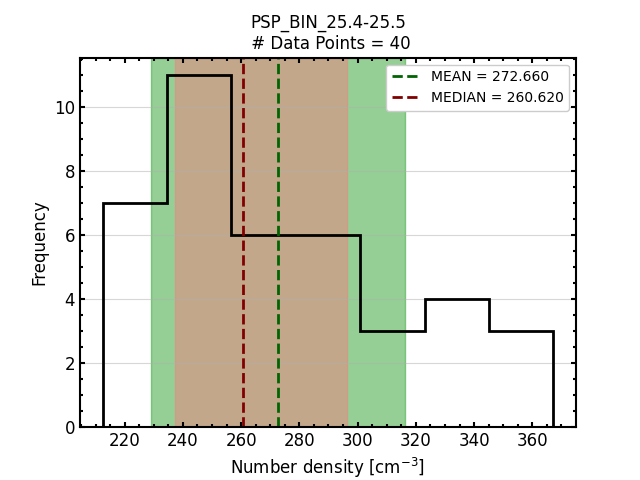 PSP_BIN_25.4-25.5
# Data Points = 40
MEAN = 272.660
MEDIAN = 260.620
10
8
6
4
2
0
Frequency
220 240 260 280 300 320 340 360
Number density [cm⁻³]